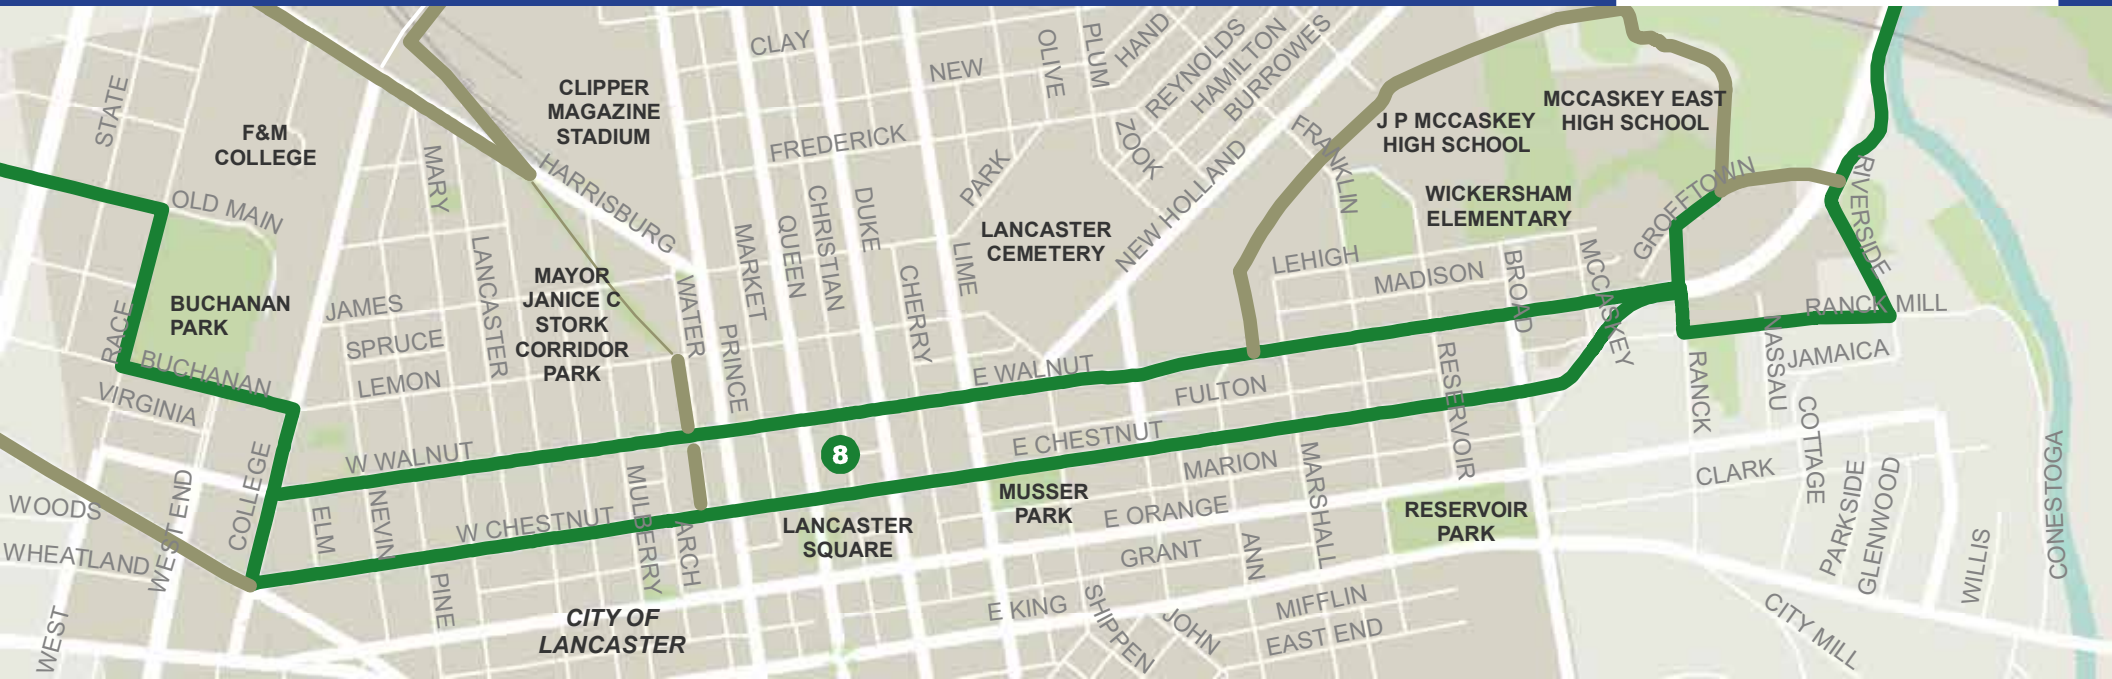 CLAY
NEW
OLIVE
PLUM
HAND
REYNOLDS
HAMILTON
BURROWES
STATE
F&M
COLLEGE
CLIPPER
MAGAZINE
STADIUM
FREDERICK
ZOOK
FRANKLIN
J P MCCASKEY
HIGH SCHOOL
MCCASKEY EAST
HIGH SCHOOL
MARY
HARRISBURG
PARK
NEW HOLLAND
WICKERSHAM
ELEMENTARY
GROFFTOWN
RIVERSIDE
OLD MAIN
LANCASTER
MARKET
QUEEN
CHRISTIAN
DUKE
CHERRY
LIME
LANCASTER
CEMETERY
LEHIGH
MADISON
BROAD
MCCASKEY
BUCHANAN
PARK
JAMES
SPRUCE
LEMON
MAYOR
JANICE C
STORK
CORRIDOR
PARK
WATER
PRINCE
RACE
BUCHANAN
VIRGINIA
E WALNUT
FULTON
RESERVOIR
RANCK MILL
NASSAU
JAMAICA
RANCK
COTTAGE
W WALNUT
8
E CHESTNUT
MARION
MARSHALL
CLARK
PARKSIDE
GLENWOOD
CONESTOGA
WOODS
WHEATLAND
WEST END
COLLEGE
ELM
NEVIN
W CHESTNUT
MULBERRY
ARCH
LANCASTER
SQUARE
MUSSER
PARK
E ORANGE
RESERVOIR
PARK
GRANT
ANN
WILLIS
WEST
PINE
CITY OF
LANCASTER
E KING
SHIPPEN
JOHN
MIFFLIN
EAST END
CITY MILL